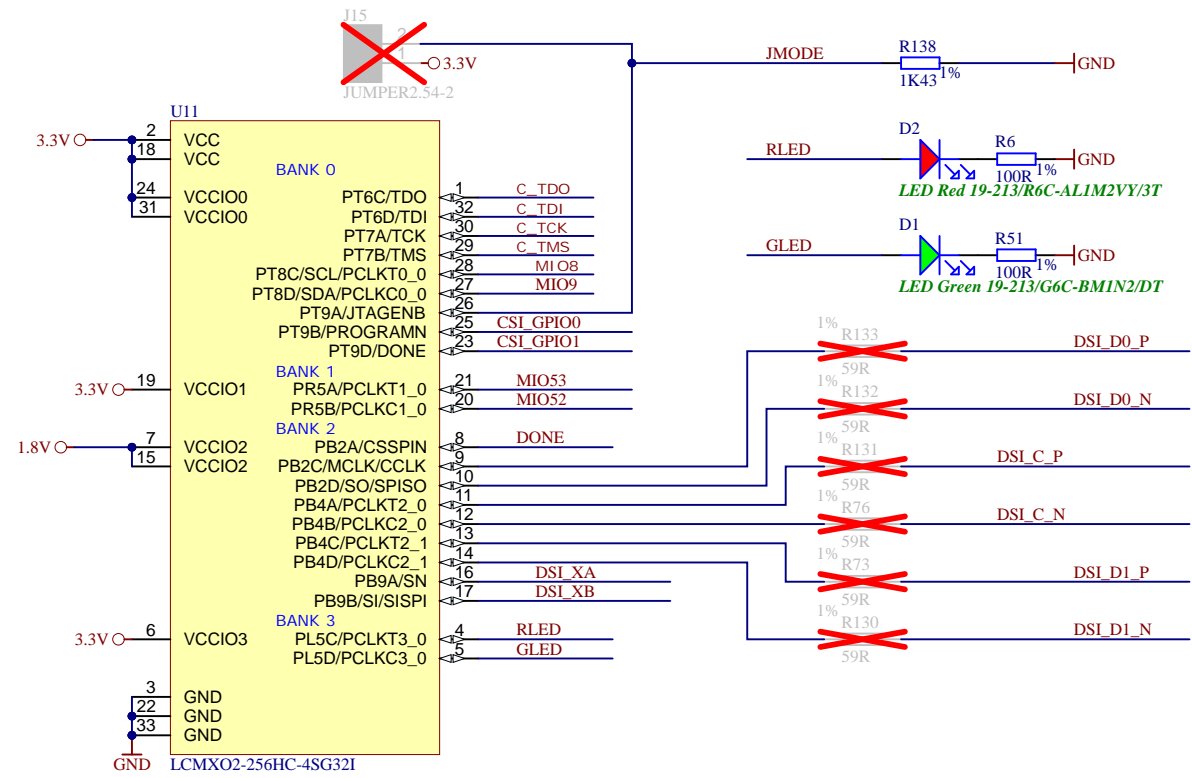 J15
2
1
3.3V
JUMPER2.54-2
JMODE
R138
1K43
1%
GND
U11
3.3V
2
VCC
18
VCC
24
VCCIO0
31
VCCIO0
BANK 0
PT6C/TDO
1
C_TDO
PT6D/TDI
32
C_TDI
PT7A/TCK
30
C_TCK
PT7B/TMS
29
C_TMS
PT8C/SCL/PCLKT0_0
28
MIO8
PT8D/SDA/PCLKC0_0
27
MIO9
PT9A/JTAGENB
26
PT9B/PROGRAMN
25
CSI_GPIO0
PT9D/DONE
23
CSI_GPIO1
RLED
D2
R6
100R
1%
GND
LED Red 19-213/R6C-AL1M2VY/3T
GLED
D1
R51
100R
1%
GND
LED Green 19-213/G6C-BM1N2/DT
3.3V
19
VCCIO1
BANK 1
PR5A/PCLKT1_0
21
MIO53
PR5B/PCLKC1_0
20
MIO52
1.8V
7
VCCIO2
15
VCCIO2
BANK 2
PB2A/CSSPIN
8
DONE
PB2C/MCLK/CCLK
9
PB2D/SO/SPISO
10
PB4A/PCLKT2_0
11
PB4B/PCLKC2_0
12
PB4C/PCLKT2_1
13
PB4D/PCLKC2_1
14
PB9A/SN
16
DSI_XA
PB9B/SI/SISPI
17
DSI_XB
1%
R133
59R
DSI_D0_P
1%
R132
59R
DSI_D0_N
1%
R131
59R
DSI_C_P
1%
R76
59R
DSI_C_N
1%
R73
59R
DSI_D1_P
1%
R130
59R
DSI_D1_N
3.3V
6
VCCIO3
BANK 3
PL5C/PCLKT3_0
4
RLED
PL5D/PCLKC3_0
5
GLED
3
GND
22
GND
33
GND
GND
LCMXO2-256HC-4SG32I